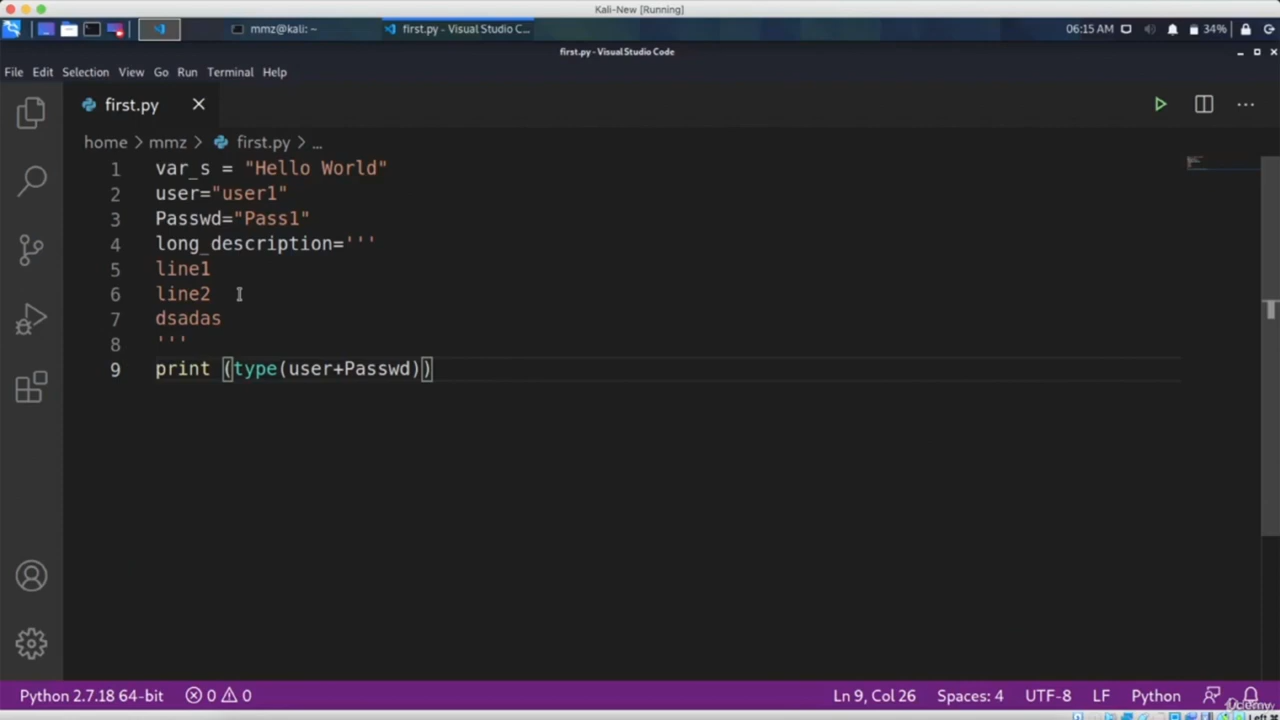 Kali-New [Running]
mmz@kali: ~
first.py - Visual Studio C...
06:15 AM
34%
first.py - Visual Studio Code
File Edit Selection View Go Run Terminal Help
first.py
home > mmz > first.py > ...
1 var_s = "Hello World"
2 user="user1"
3 Passwd="Pass1"
4 long_description='''
5 line1
6 line2
7 dsadas
8 '''
9 print (type(user+Passwd))
Python 2.7.18 64-bit 0 0 Ln 9, Col 26 Spaces: 4 UTF-8 LF Python
Udemy
Left ⌘